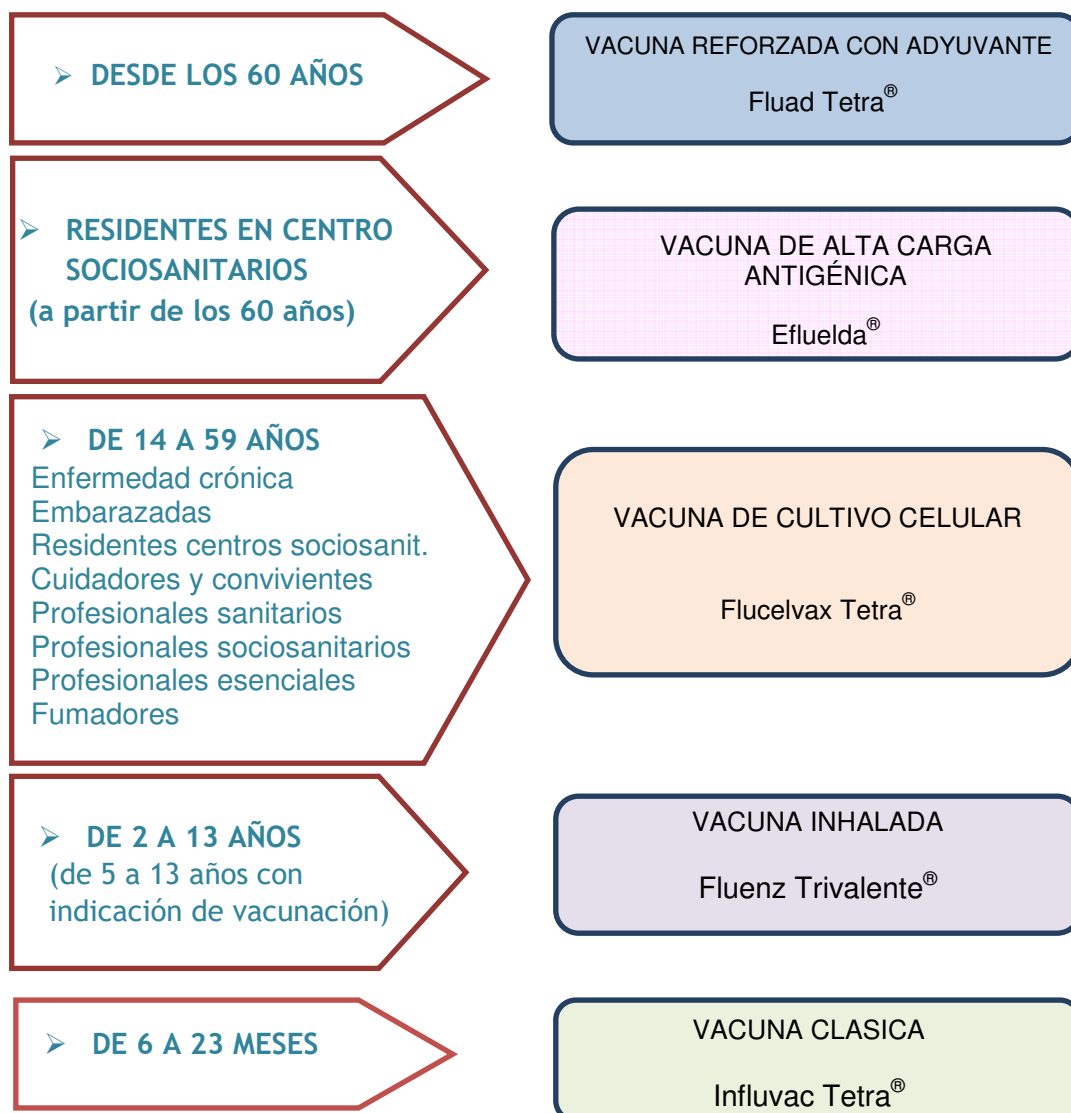 ➢ DESDE LOS 60 AÑOS
VACUNA REFORZADA CON ADYUVANTE
Fluad Tetra®
➢ RESIDENTES EN CENTRO
SOCIOSANITARIOS
(a partir de los 60 años)
VACUNA DE ALTA CARGA
ANTIGÉNICA
Efluelda®
➢ DE 14 A 59 AÑOS
Enfermedad crónica
Embarazadas
Residentes centros sociosanit.
Cuidadores y convivientes
Profesionales sanitarios
Profesionales sociosanitarios
Profesionales esenciales
Fumadores
VACUNA DE CULTIVO CELULAR
Flucelvax Tetra®
➢ DE 2 A 13 AÑOS
(de 5 a 13 años con
indicación de vacunación)
VACUNA INHALADA
Fluenz Trivalente®
➢ DE 6 A 23 MESES
VACUNA CLASICA
Influvac Tetra®